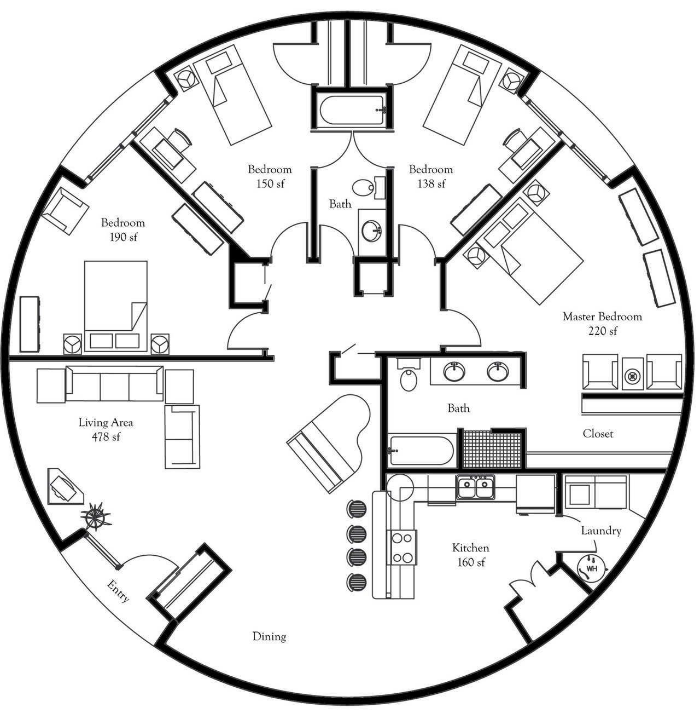 Bedroom
150 sf
Bedroom
138 sf
Bath
Bedroom
190 sf
Master Bedroom
220 sf
Living Area
478 sf
Bath
Closet
Laundry
Kitchen
160 sf
WH
Entry
Dining